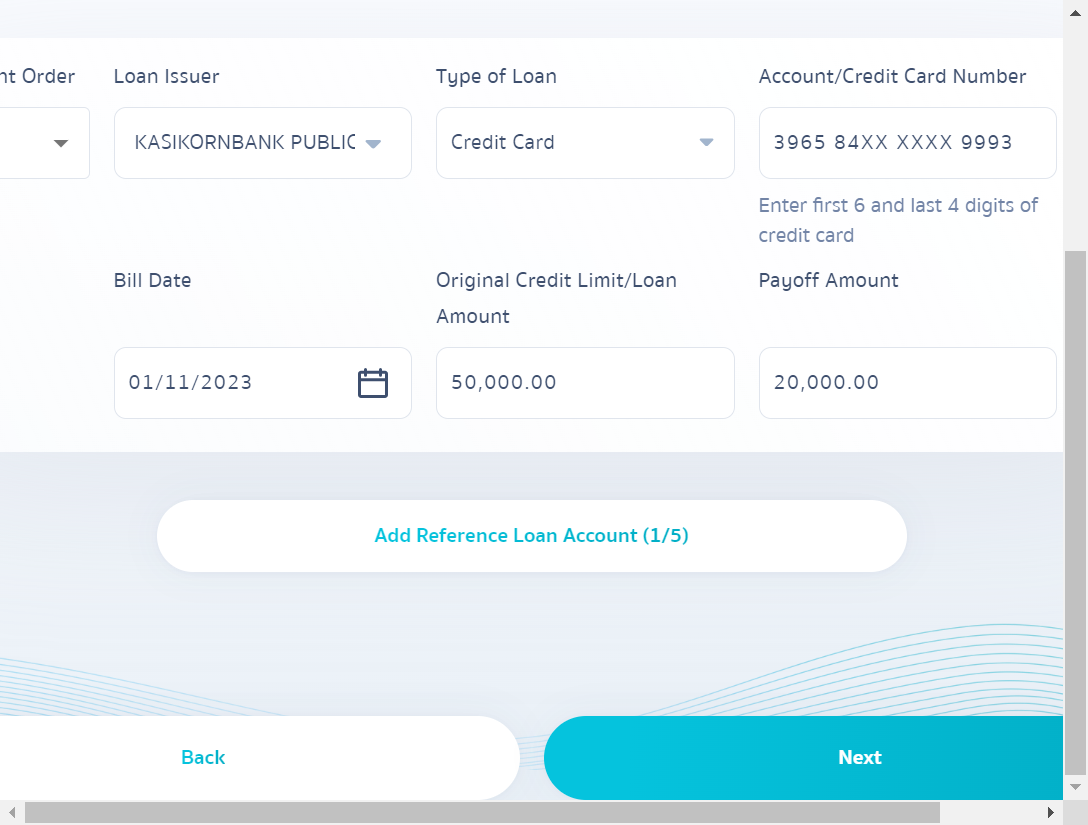 nt Order
Loan Issuer
Type of Loan
Account/Credit Card Number
KASIKORNBANK PUBLIC
Credit Card
3965 84XX XXXX 9993
Enter first 6 and last 4 digits of
credit card
Bill Date
Original Credit Limit/Loan
Amount
Payoff Amount
01/11/2023
50,000.00
20,000.00
Add Reference Loan Account (1/5)
Back
Next